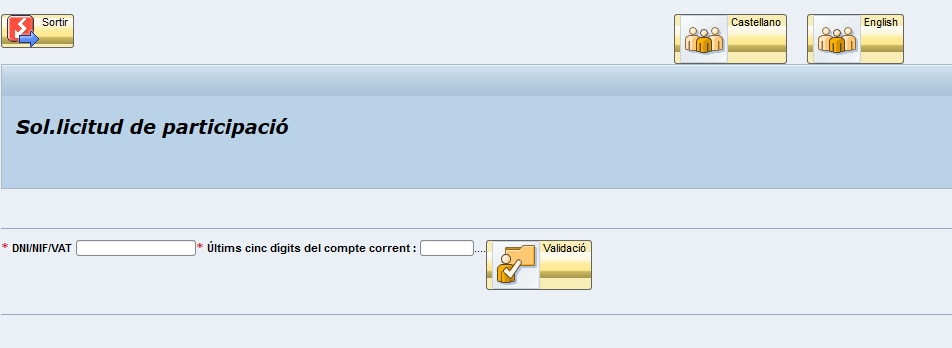 Sortir
Castellano
English
Sol.licitud de participació
* DNI/NIF/VAT * Últims cinc dígits del compte corrent : .... Validació